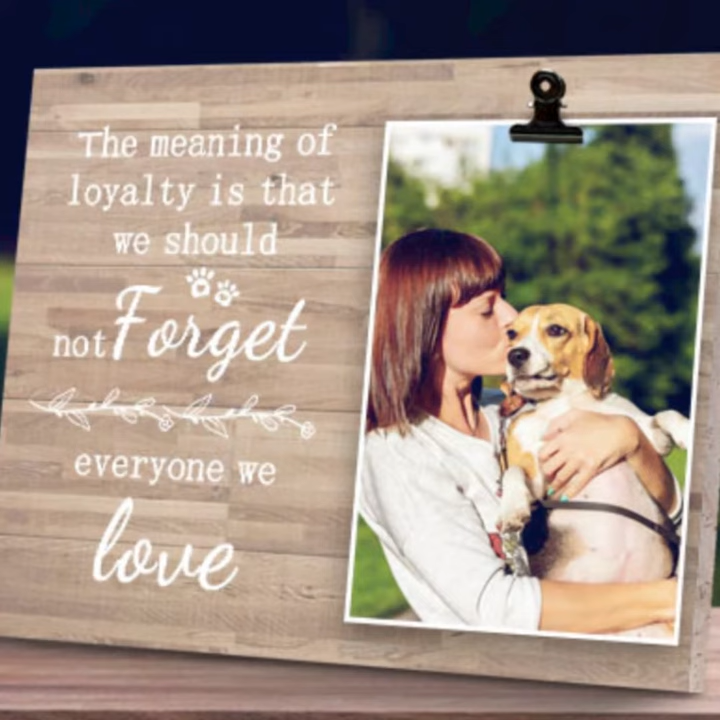 The meaning of
loyalty is that
we should
not Forget
everyone we
love